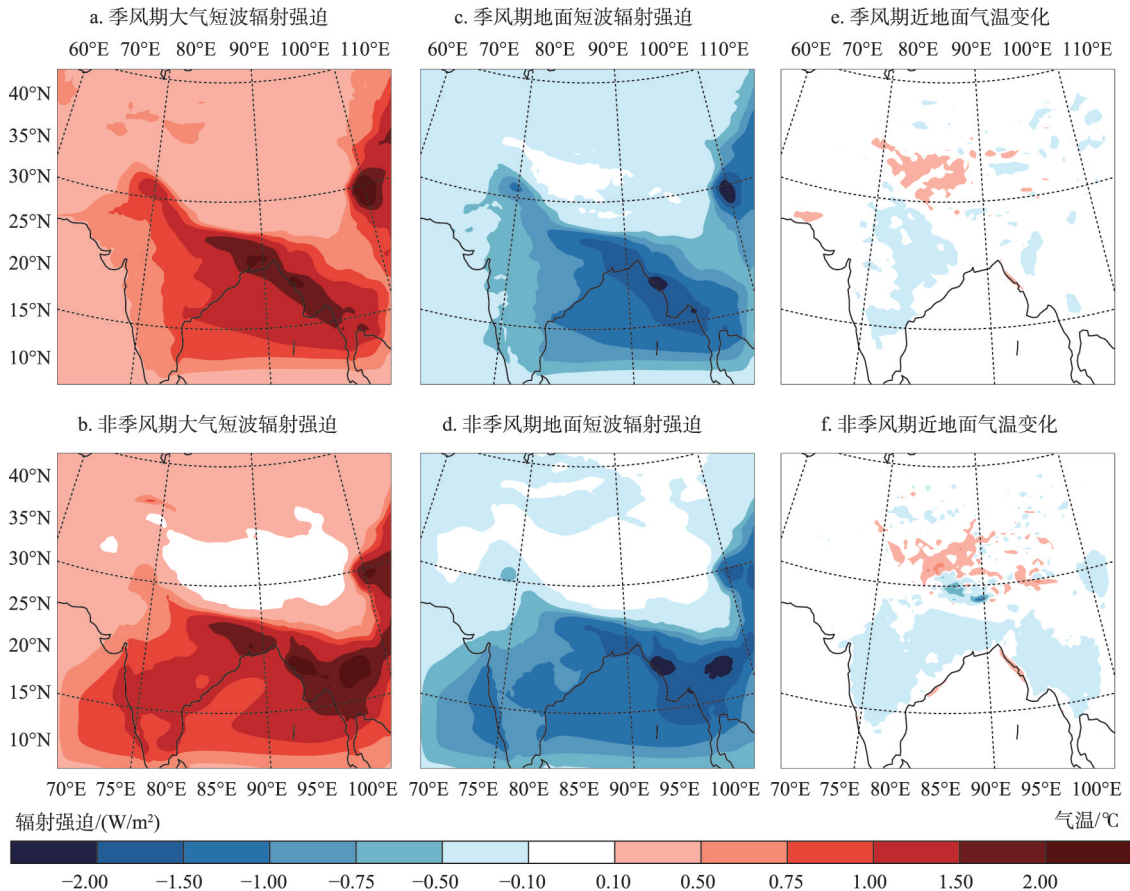 a. 季风期大气短波辐射强迫
c. 季风期地面短波辐射强迫
e. 季风期近地面气温变化
60°E 70°E 80°E 90°E 100°E 110°E
60°E 70°E 80°E 90°E 100°E 110°E
60°E 70°E 80°E 90°E 100°E 110°E
40°N
35°N
30°N
25°N
20°N
15°N
10°N
b. 非季风期大气短波辐射强迫
d. 非季风期地面短波辐射强迫
f. 非季风期近地面气温变化
40°N
35°N
30°N
25°N
20°N
15°N
10°N
70°E 75°E 80°E 85°E 90°E 95°E 100°E
70°E 75°E 80°E 85°E 90°E 95°E 100°E
70°E 75°E 80°E 85°E 90°E 95°E 100°E
辐射强迫/(W/m²) 气温/℃
−2.00 −1.50 −1.00 −0.75 −0.50 −0.10 0.10 0.50 0.75 1.00 1.50 2.00